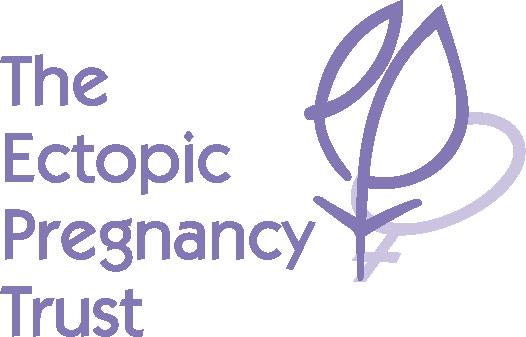 The
Ectopic
Pregnancy
Trust